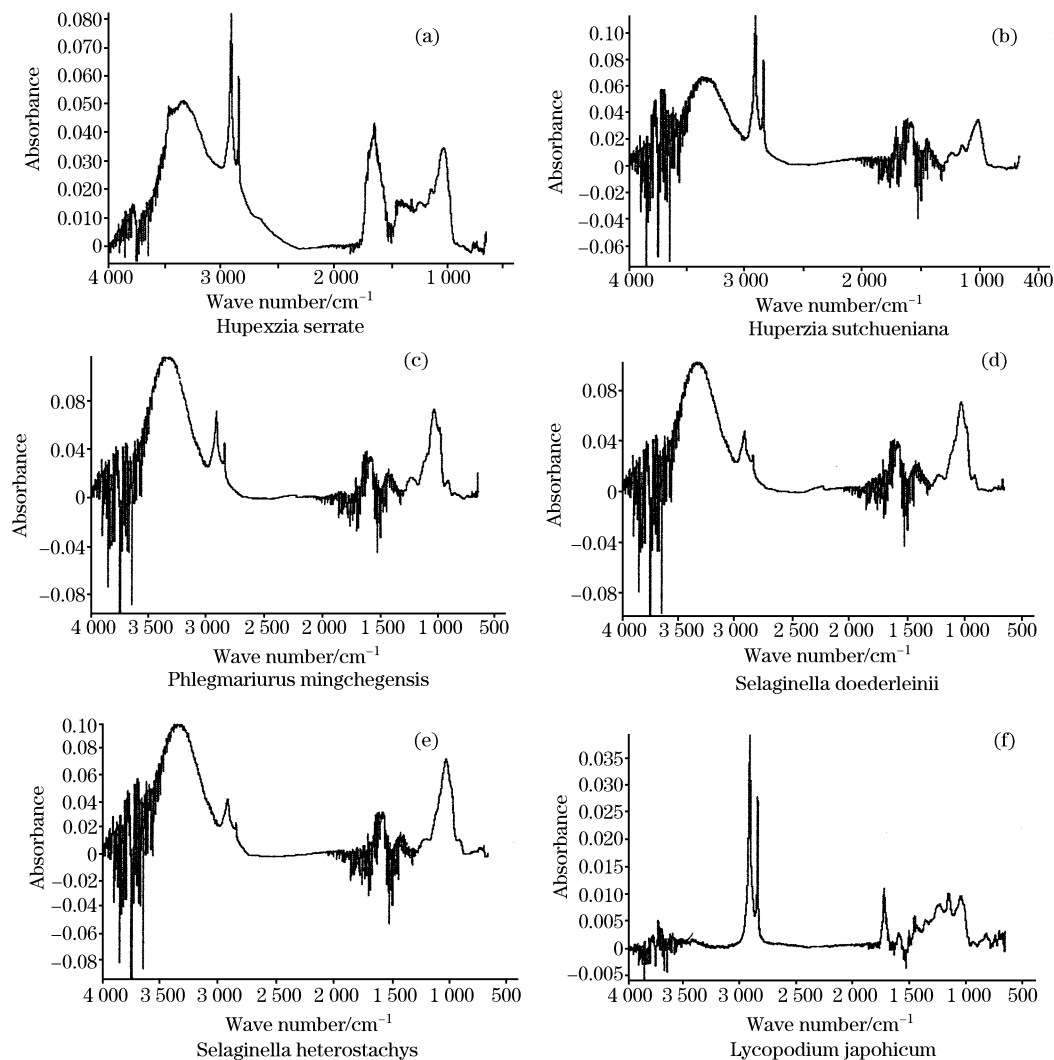 (a)
0.080
0.070
0.060
0.050
0.040
0.030
0.020
0.010
0
Absorbance
4 000 3 000 2 000 1 000
Wave number/cm⁻¹
Hupexzia serrate
(b)
0.10
0.08
0.06
0.04
0.02
0
−0.02
−0.04
−0.06
Absorbance
4 000 3 000 2 000 1 000 400
Wave number/cm⁻¹
Huperzia sutchueniana
(c)
0.08
0.04
0
−0.04
−0.08
Absorbance
4 000 3 500 3 000 2 500 2 000 1 500 1 000 500
Wave number/cm⁻¹
Phlegmariurus mingchegensis
(d)
0.08
0.04
0
−0.04
−0.08
Absorbance
4 000 3 500 3 000 2 500 2 000 1 500 1 000 500
Wave number/cm⁻¹
Selaginella doederleinii
(e)
0.10
0.08
0.06
0.04
0.02
0
−0.02
−0.04
−0.06
−0.08
Absorbance
4 000 3 500 3 000 2 500 2 000 1 500 1 000 500
Wave number/cm⁻¹
Selaginella heterostachys
(f)
0.035
0.030
0.025
0.020
0.015
0.010
0.005
0
−0.005
Absorbance
4 000 3 500 3 000 2 500 2 000 1 500 1 000 500
Wave number/cm⁻¹
Lycopodium japohicum